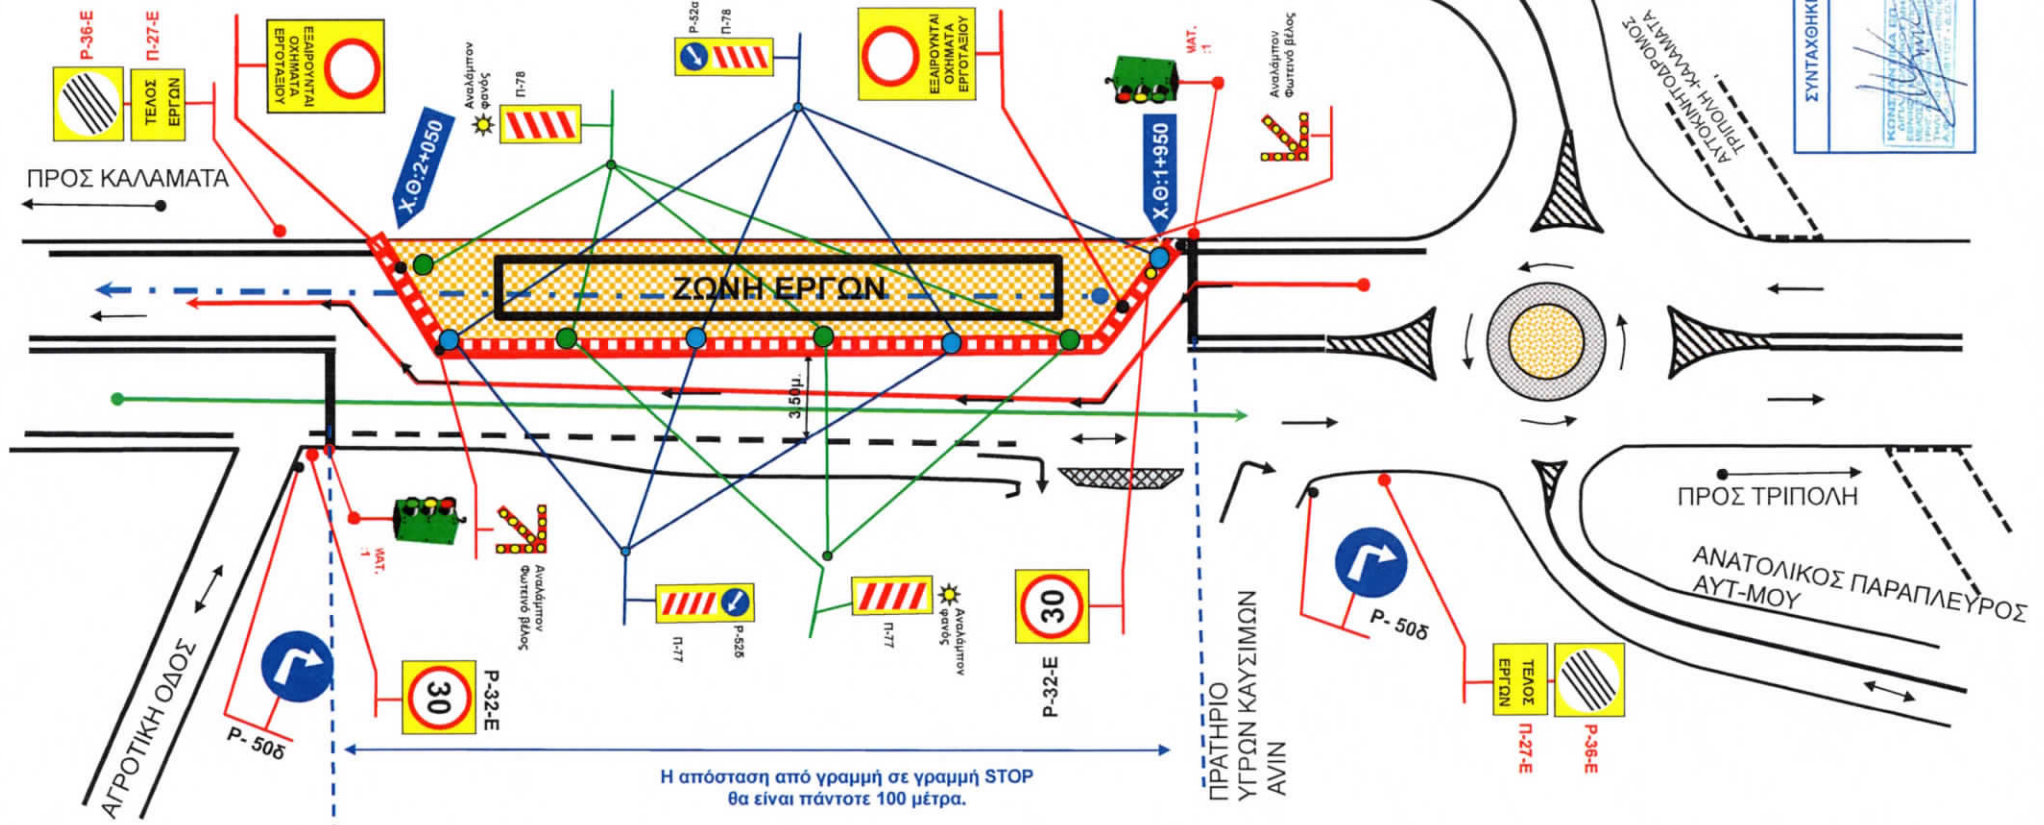 Ρ-36-Ε
Π-27-Ε
ΤΕΛΟΣ
ΕΡΓΩΝ
ΕΞΑΙΡΟΥΝΤΑΙ
ΟΧΗΜΑΤΑ
ΕΡΓΟΤΑΞΙΟΥ
Αναλάμπον
φανός
Π-78
Ρ-52α
Π-78
ΕΞΑΙΡΟΥΝΤΑΙ
ΟΧΗΜΑΤΑ
ΕΡΓΟΤΑΞΙΟΥ
ΜΑΤ.
:1
Αναλάμπον
Φωτεινό βέλος
ΑΥΤΟΚΙΝΗΤΟΔΡΟΜΟΣ
ΤΡΙΠΟΛΗ-ΚΑΛΑΜΑΤΑ
ΣΥΝΤΑΧΘΗΚΕ
ΠΡΟΣ ΚΑΛΑΜΑΤΑ
Χ.Θ:2+050
Χ.Θ:1+950
ΖΩΝΗ ΕΡΓΩΝ
3,50μ.
ΠΡΟΣ ΤΡΙΠΟΛΗ
ΑΝΑΤΟΛΙΚΟΣ ΠΑΡΑΠΛΕΥΡΟΣ
ΑΥΤ-ΜΟΥ
ΑΓΡΟΤΙΚΗ ΟΔΟΣ
Ρ- 50δ
30
Ρ-32-Ε
ΜΑΤ.
:1
Αναλάμπον
Φωτεινό βέλος
Π-77
Ρ-52δ
Π-77
Αναλάμπον
φανός
30
Ρ-32-Ε
ΠΡΑΤΗΡΙΟ
ΥΓΡΩΝ ΚΑΥΣΙΜΩΝ
AVIN
Ρ- 50δ
ΤΕΛΟΣ
ΕΡΓΩΝ
Π-27-Ε
Ρ-36-Ε
Η απόσταση από γραμμή σε γραμμή STOP
θα είναι πάντοτε 100 μέτρα.